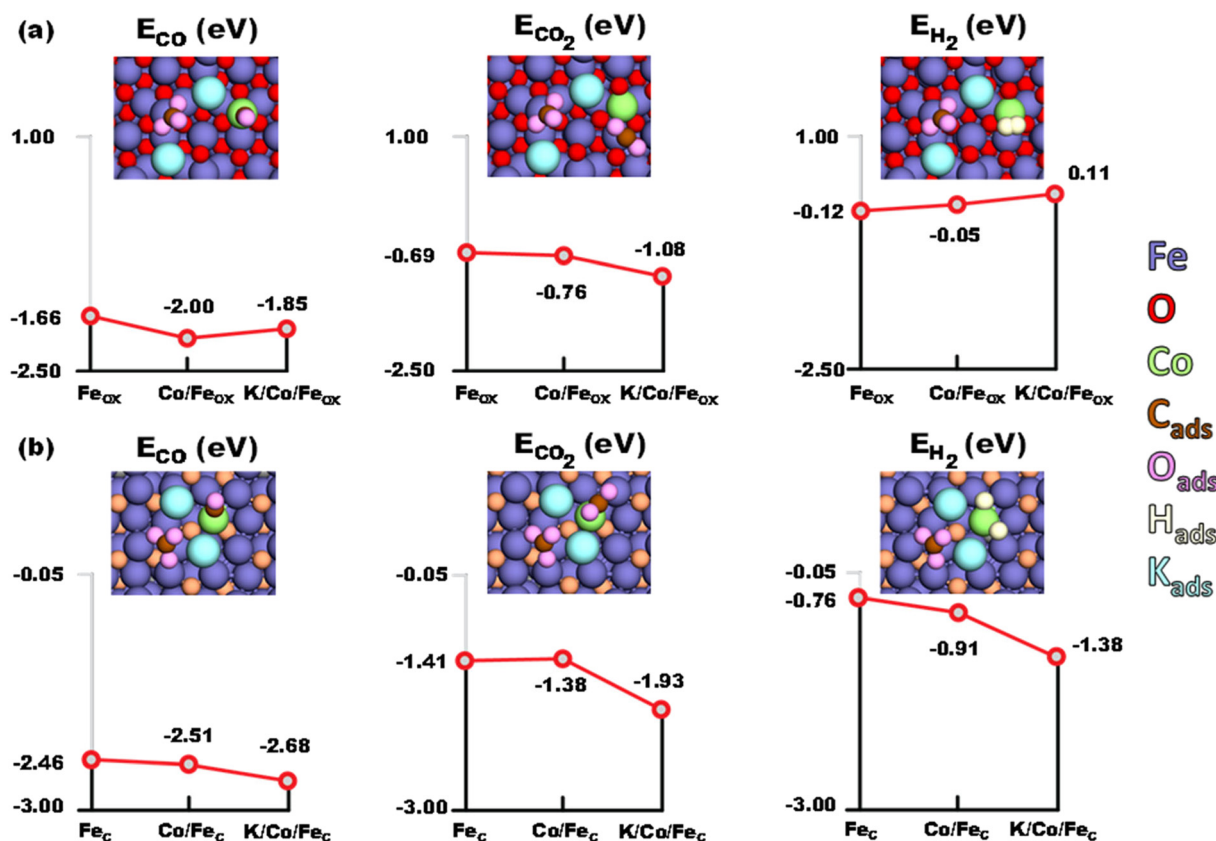 (a)
E_CO (eV)
1.00
-1.66
-2.00
-1.85
-2.50
Fe_OX
Co/Fe_OX
K/Co/Fe_OX
E_CO_2 (eV)
1.00
-0.69
-0.76
-1.08
-2.50
Fe_OX
Co/Fe_OX
K/Co/Fe_OX
E_H_2 (eV)
1.00
-0.12
-0.05
0.11
-2.50
Fe_OX
Co/Fe_OX
K/Co/Fe_OX
(b)
E_CO (eV)
-0.05
-2.46
-2.51
-2.68
-3.00
Fe_C
Co/Fe_C
K/Co/Fe_C
E_CO_2 (eV)
-0.05
-1.41
-1.38
-1.93
-3.00
Fe_C
Co/Fe_C
K/Co/Fe_C
E_H_2 (eV)
-0.05
-0.76
-0.91
-1.38
-3.00
Fe_C
Co/Fe_C
K/Co/Fe_C
Fe
O
Co
C_ads
O_ads
H_ads
K_ads